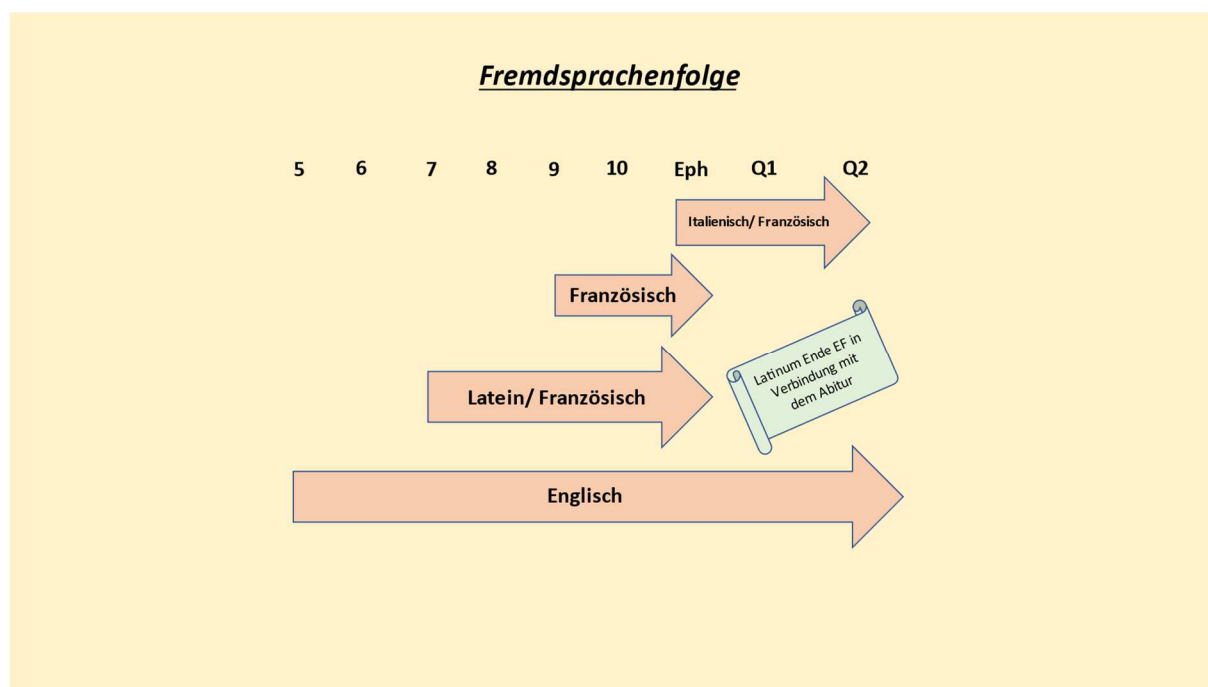 Fremdsprachenfolge
5 6 7 8 9 10 Eph Q1 Q2
Italienisch/ Französisch
Französisch
Latein/ Französisch
Latinum Ende EF in
Verbindung mit
dem Abitur
Englisch